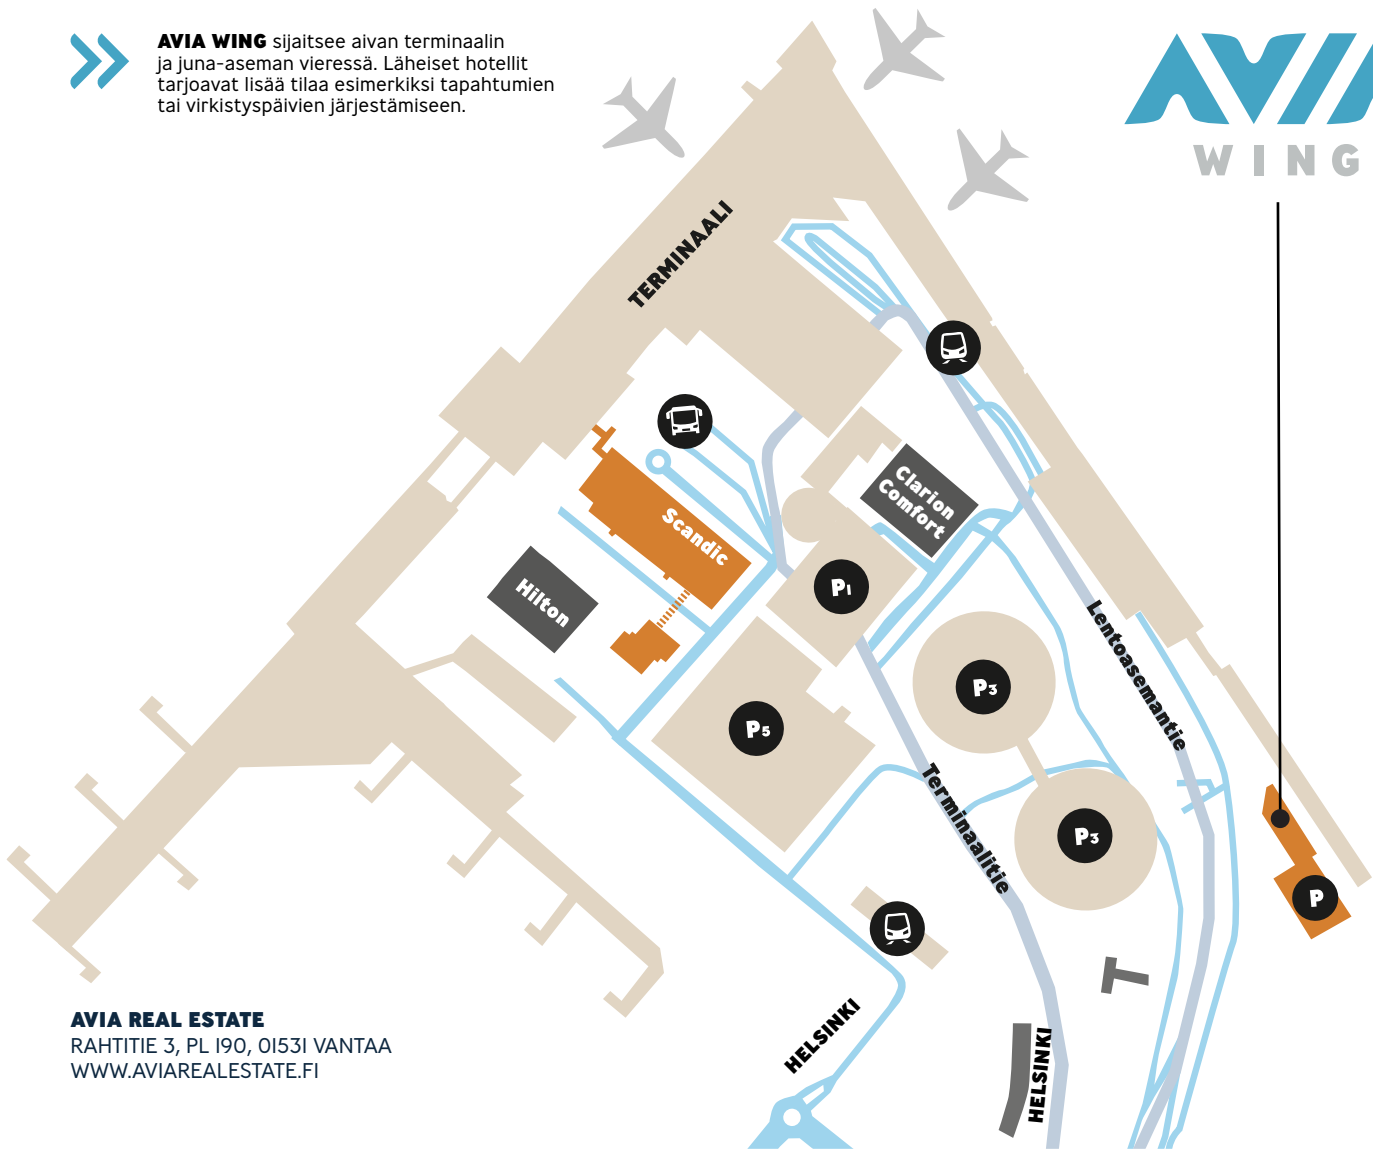 AVIA WING sijaitsee aivan terminaalin
ja juna-aseman vieressä. Läheiset hotellit
tarjoavat lisää tilaa esimerkiksi tapahtumien
tai virkistyspäivien järjestämiseen.
AVIA
WING
TERMINAALI
Clarion
Comfort
Scandic
Hilton
P1
P3
P5
P3
P
Lentoasemantie
Terminaalitie
HELSINKI
HELSINKI
AVIA REAL ESTATE
RAHTITIE 3, PL 190, 01531 VANTAA
WWW.AVIAREALESTATE.FI